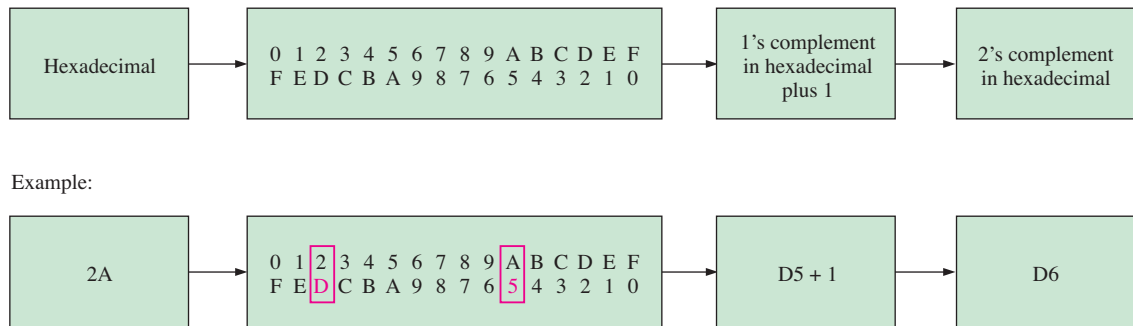 Hexadecimal
0 1 2 3 4 5 6 7 8 9 A B C D E F
F E D C B A 9 8 7 6 5 4 3 2 1 0
1's complement
in hexadecimal
plus 1
2's complement
in hexadecimal
Example:
2A
0 1 2 3 4 5 6 7 8 9 A B C D E F
F E D C B A 9 8 7 6 5 4 3 2 1 0
D5 + 1
D6